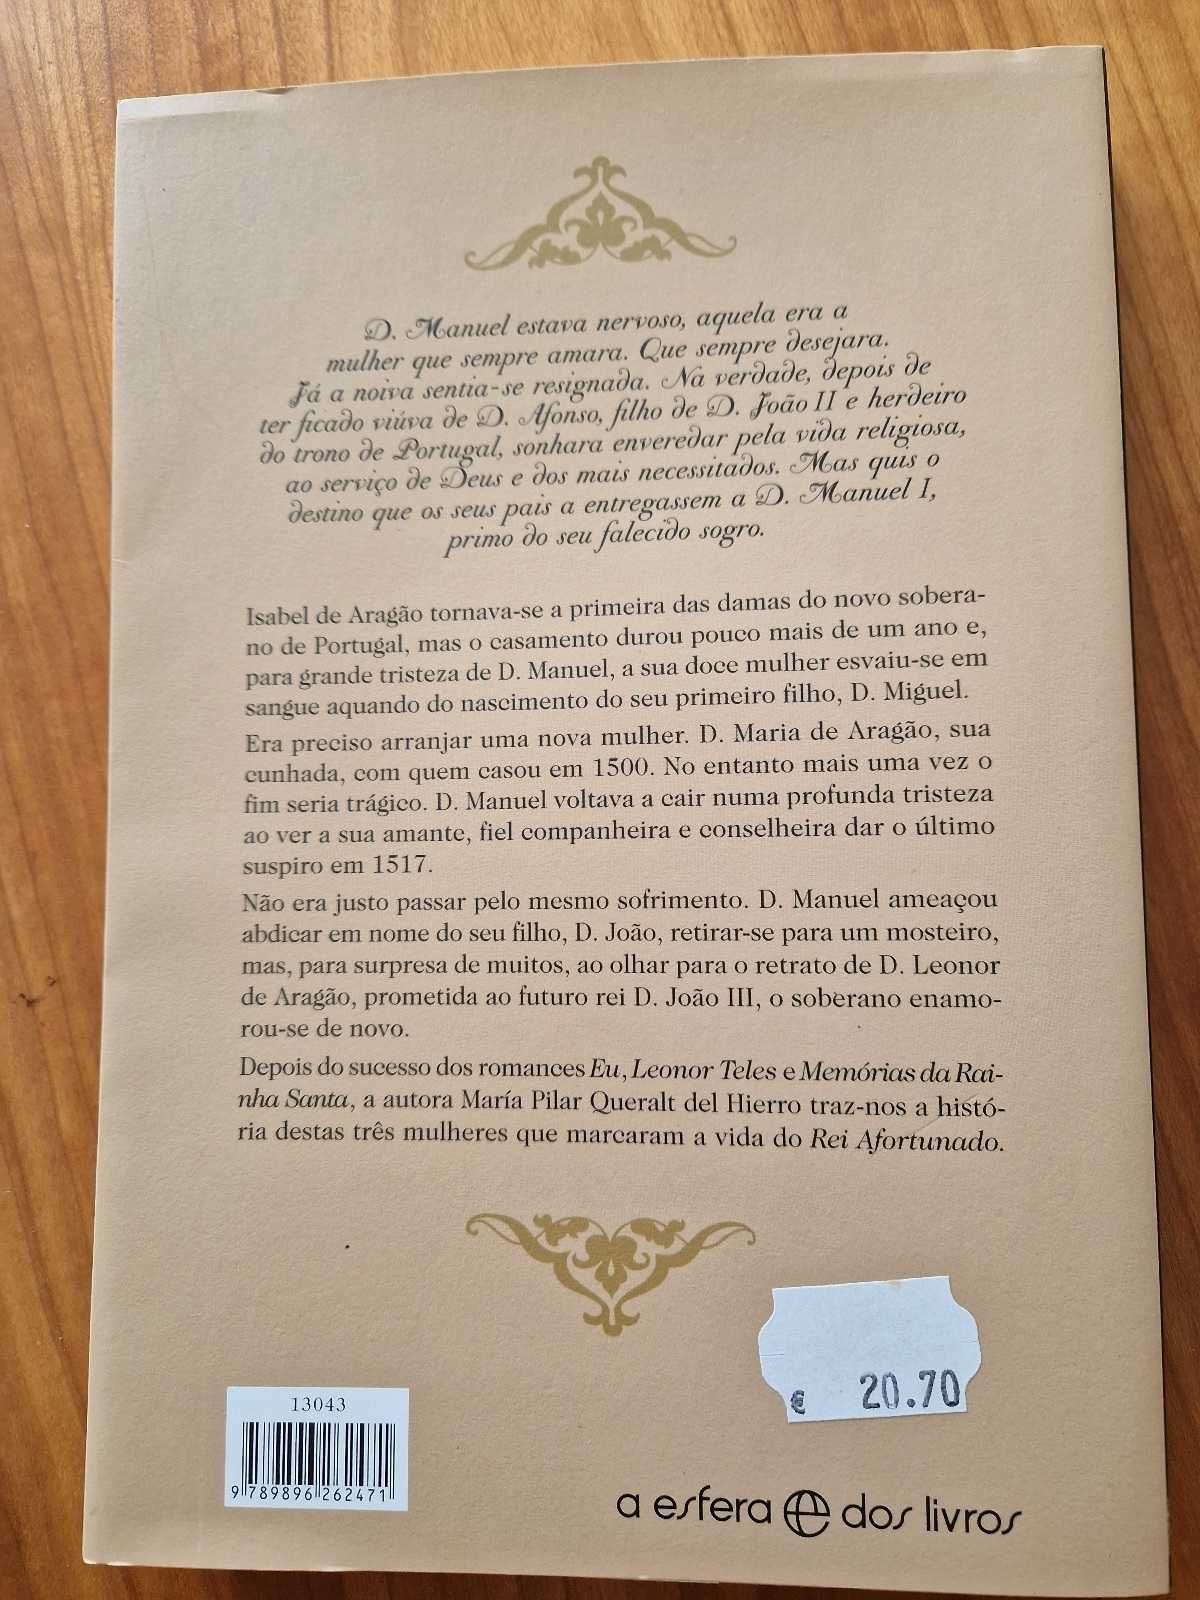 D. Manuel estava nervoso, aquela era a
mulher que sempre amara. Que sempre desejara.
Já a noiva sentia-se resignada. Na verdade, depois de
ter ficado viúva de D. Afonso, filho de D. João II e herdeiro
do trono de Portugal, sonhara enveredar pela vida religiosa,
ao serviço de Deus e dos mais necessitados. Mas quis o
destino que os seus pais a entregassem a D. Manuel I,
primo do seu falecido sogro.
Isabel de Aragão tornava-se a primeira das damas do novo sobera-
no de Portugal, mas o casamento durou pouco mais de um ano e,
para grande tristeza de D. Manuel, a sua doce mulher esvaiu-se em
sangue aquando do nascimento do seu primeiro filho, D. Miguel.
Era preciso arranjar uma nova mulher. D. Maria de Aragão, sua
cunhada, com quem casou em 1500. No entanto mais uma vez o
fim seria trágico. D. Manuel voltava a cair numa profunda tristeza
ao ver a sua amante, fiel companheira e conselheira dar o último
suspiro em 1517.
Não era justo passar pelo mesmo sofrimento. D. Manuel ameaçou
abdicar em nome do seu filho, D. João, retirar-se para um mosteiro,
mas, para surpresa de muitos, ao olhar para o retrato de D. Leonor
de Aragão, prometida ao futuro rei D. João III, o soberano enamo-
rou-se de novo.
Depois do sucesso dos romances Eu, Leonor Teles e Memórias da Rai-
nha Santa, a autora María Pilar Queralt del Hierro traz-nos a histó-
ria destas três mulheres que marcaram a vida do Rei Afortunado.
€ 20.70
13043
9 789896 262471
a esfera dos livros